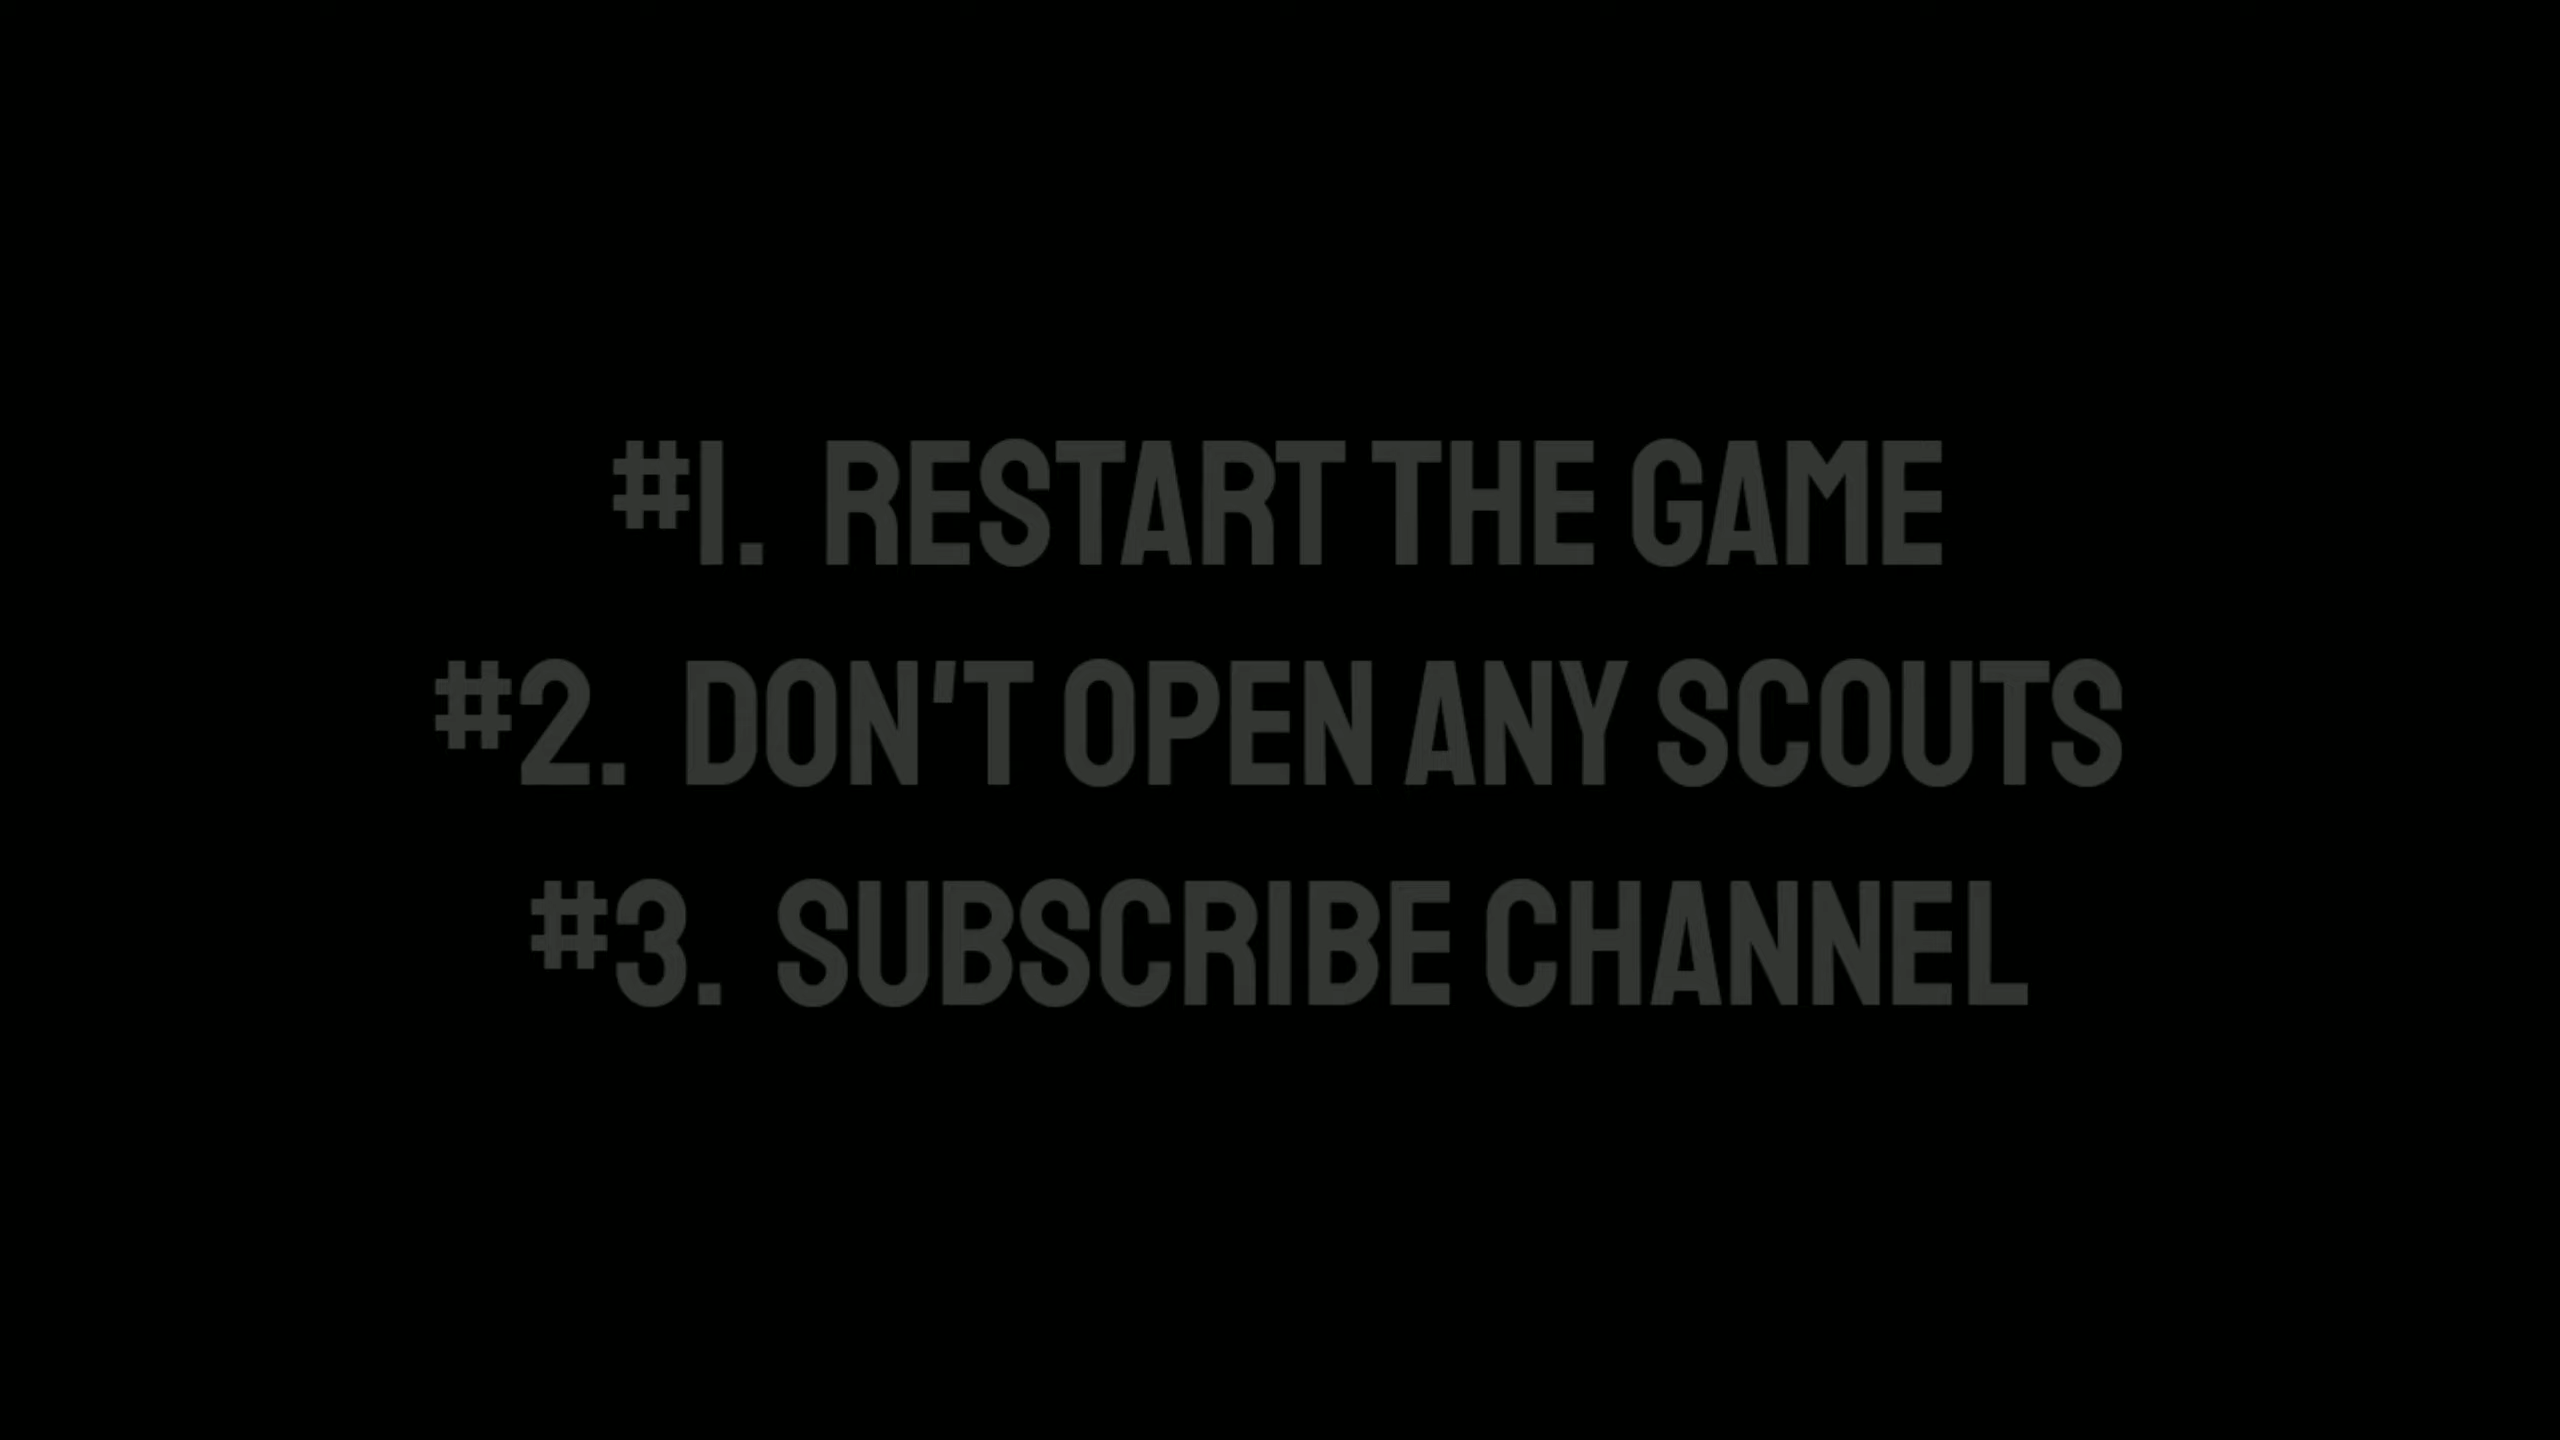 #1. RESTART THE GAME
#2. DON'T OPEN ANY SCOUTS
#3. SUBSCRIBE CHANNEL